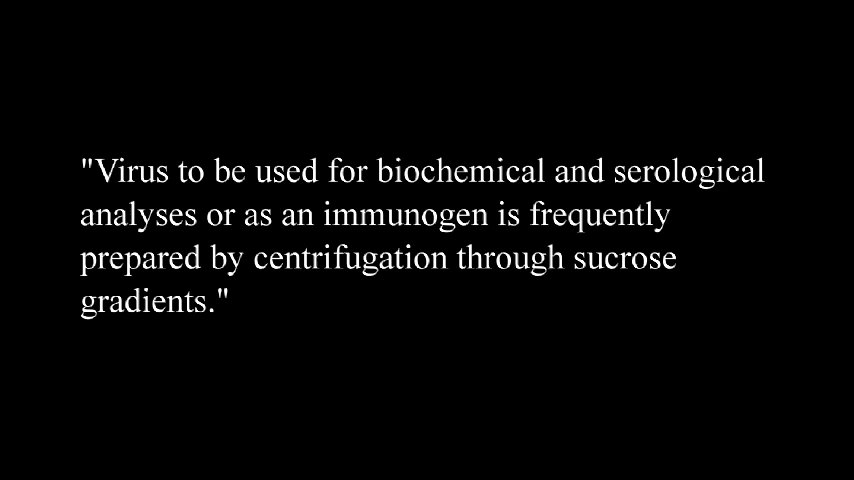 "Virus to be used for biochemical and serological
analyses or as an immunogen is frequently
prepared by centrifugation through sucrose
gradients."